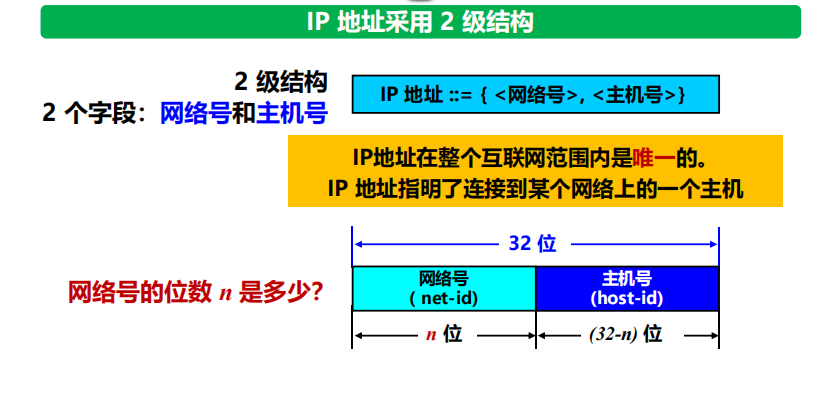 IP 地址采用 2 级结构
2 级结构
2 个字段：网络号和主机号
IP 地址 ::= { <网络号>, <主机号>}
IP地址在整个互联网范围内是唯一的。
IP 地址指明了连接到某个网络上的一个主机
32 位
网络号的位数 n 是多少？
网络号
( net-id)
主机号
(host-id)
n 位
(32-n) 位